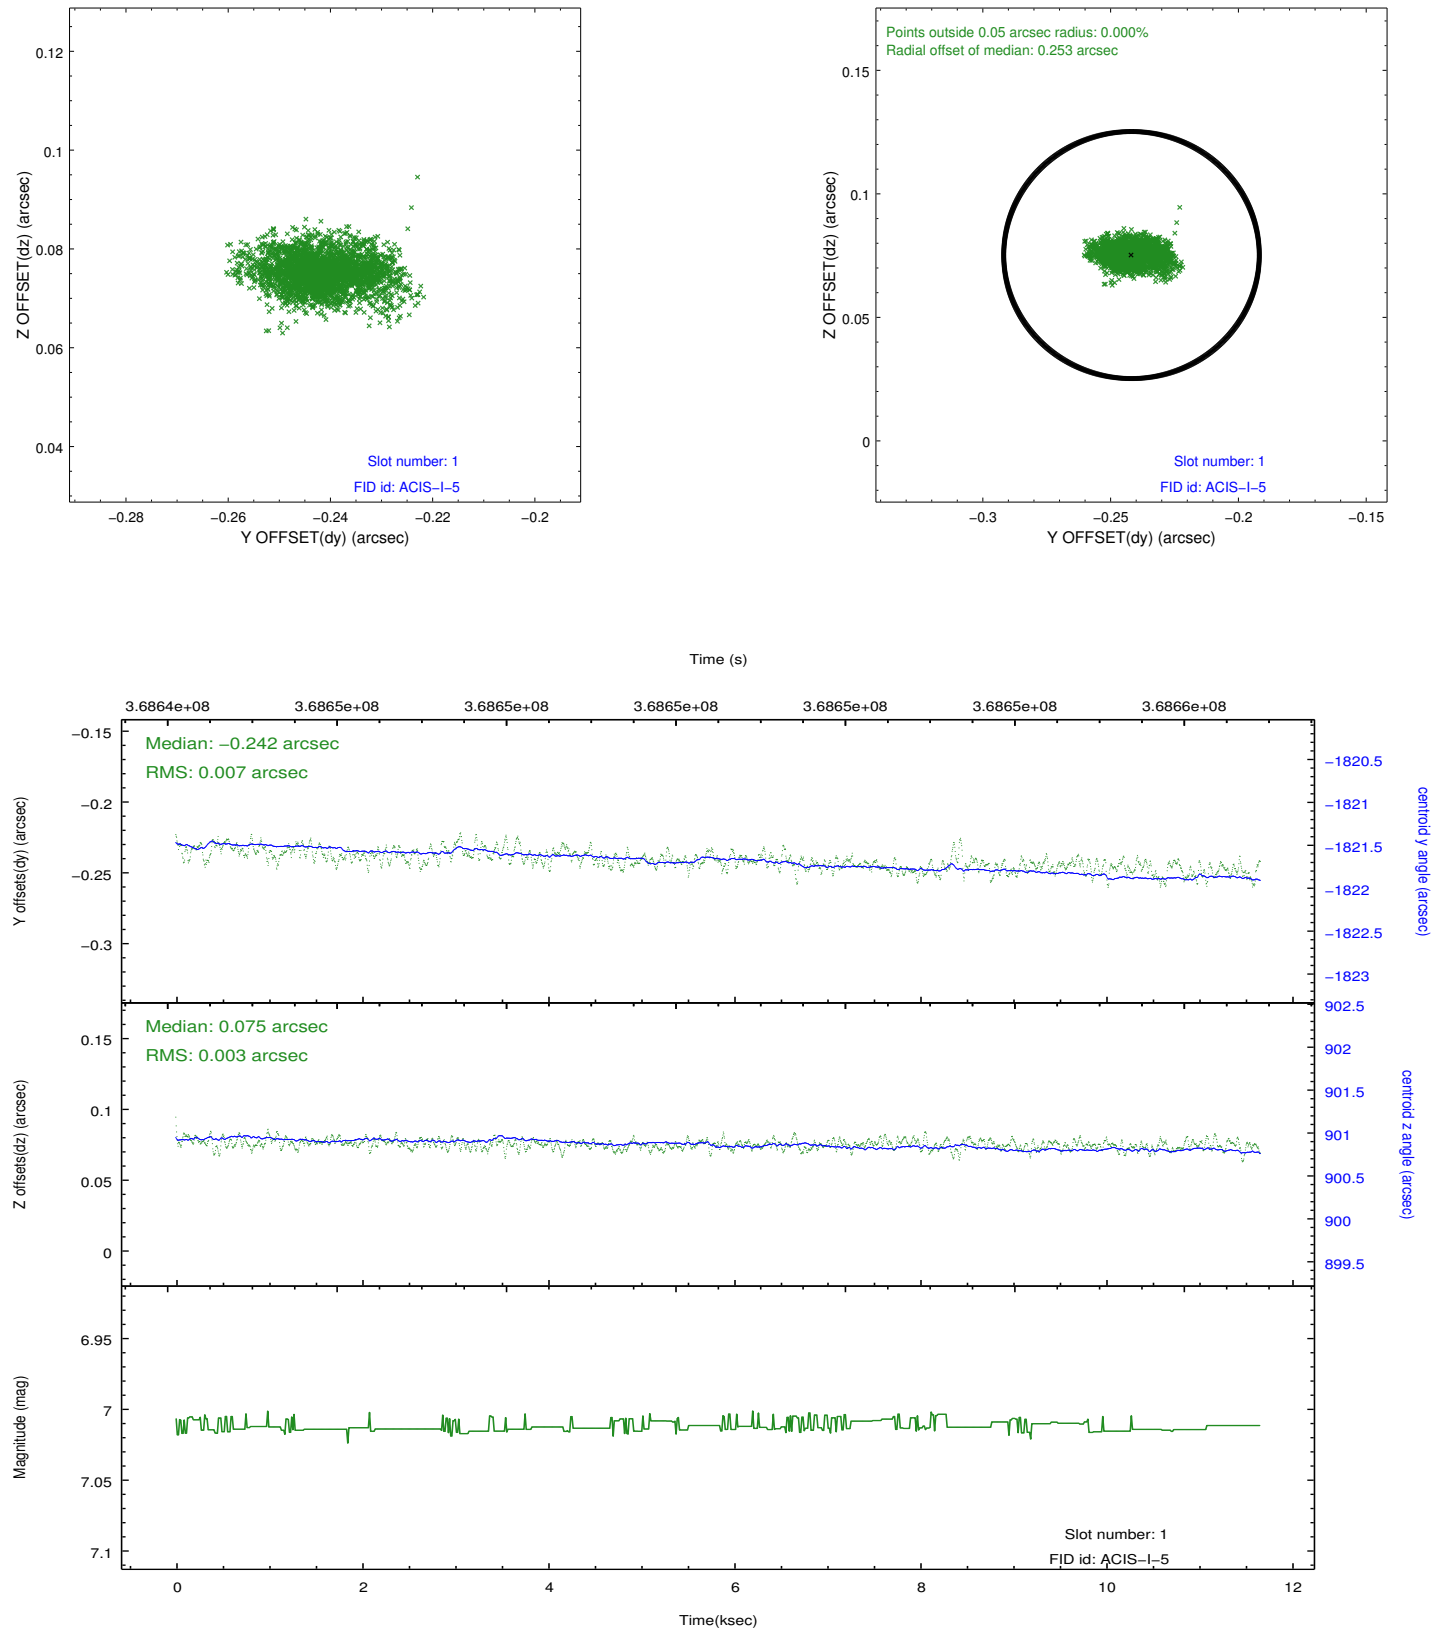 0.12
0.1
0.08
0.06
0.04
Z OFFSET(dz) (arcsec)
Slot number: 1
FID id: ACIS−I−5
−0.28
−0.26
−0.24
−0.22
−0.2
Y OFFSET(dy) (arcsec)
Points outside 0.05 arcsec radius: 0.000%
Radial offset of median: 0.253 arcsec
0.15
0.1
0.05
0
Z OFFSET(dz) (arcsec)
Slot number: 1
FID id: ACIS−I−5
−0.3
−0.25
−0.2
−0.15
Y OFFSET(dy) (arcsec)
Time (s)
3.6864e+08
3.6865e+08
3.6865e+08
3.6865e+08
3.6865e+08
3.6865e+08
3.6866e+08
Median: −0.242 arcsec
RMS: 0.007 arcsec
−0.15
−0.2
−0.25
−0.3
Y offsets(dy) (arcsec)
−1820.5
−1821
−1821.5
−1822
−1822.5
−1823
centroid y angle (arcsec)
Median: 0.075 arcsec
RMS: 0.003 arcsec
0.15
0.1
0.05
0
Z offsets(dz) (arcsec)
902.5
902
901.5
901
900.5
900
899.5
centroid z angle (arcsec)
6.95
7
7.05
7.1
Magnitude (mag)
Slot number: 1
FID id: ACIS−I−5
0
2
4
6
8
10
12
Time(ksec)